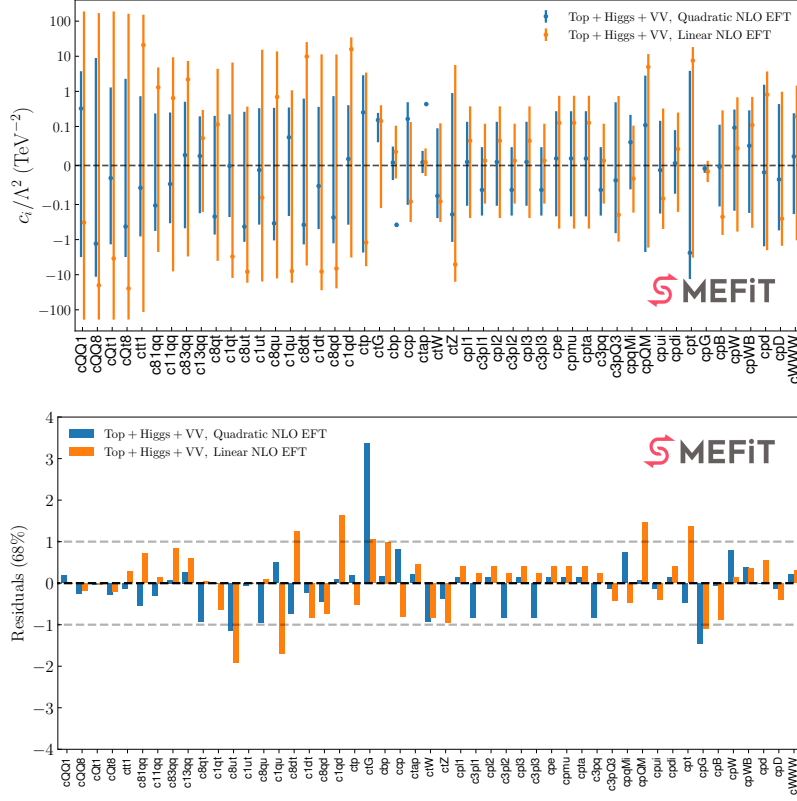 Top + Higgs + VV, Quadratic NLO EFT
Top + Higgs + VV, Linear NLO EFT
c_i/Λ² (TeV⁻²)
100
10
1
0.1
0
−0.1
−1
−10
−100
SMEFiT
cQQ1 cQQ8 cQt1 cQt8 ctt1 c81qq c11qq c83qq c13qq c8qt c1qt c8ut c1ut c8qu c1qu c8dt c1dt c8qd c1qd ctp ctG cbp ccp ctap ctW ctZ cpl1 c3pl1 cpl2 c3pl2 cpl3 c3pl3 cpe cpmu cpta c3pq c3pQ3 cpqMi cpQM cpui cpdi cpt cpG cpB cpW cpWB cpd cpD cWWW
Top + Higgs + VV, Quadratic NLO EFT
Top + Higgs + VV, Linear NLO EFT
SMEFiT
Residuals (68%)
4
3
2
1
0
−1
−2
−3
−4
cQQ1 cQQ8 cQt1 cQt8 ctt1 c81qq c11qq c83qq c13qq c8qt c1qt c8ut c1ut c8qu c1qu c8dt c1dt c8qd c1qd ctp ctG cbp ccp ctap ctW ctZ cpl1 c3pl1 cpl2 c3pl2 cpl3 c3pl3 cpe cpmu cpta c3pq c3pQ3 cpqMi cpQM cpui cpdi cpt cpG cpB cpW cpWB cpd cpD cWWW